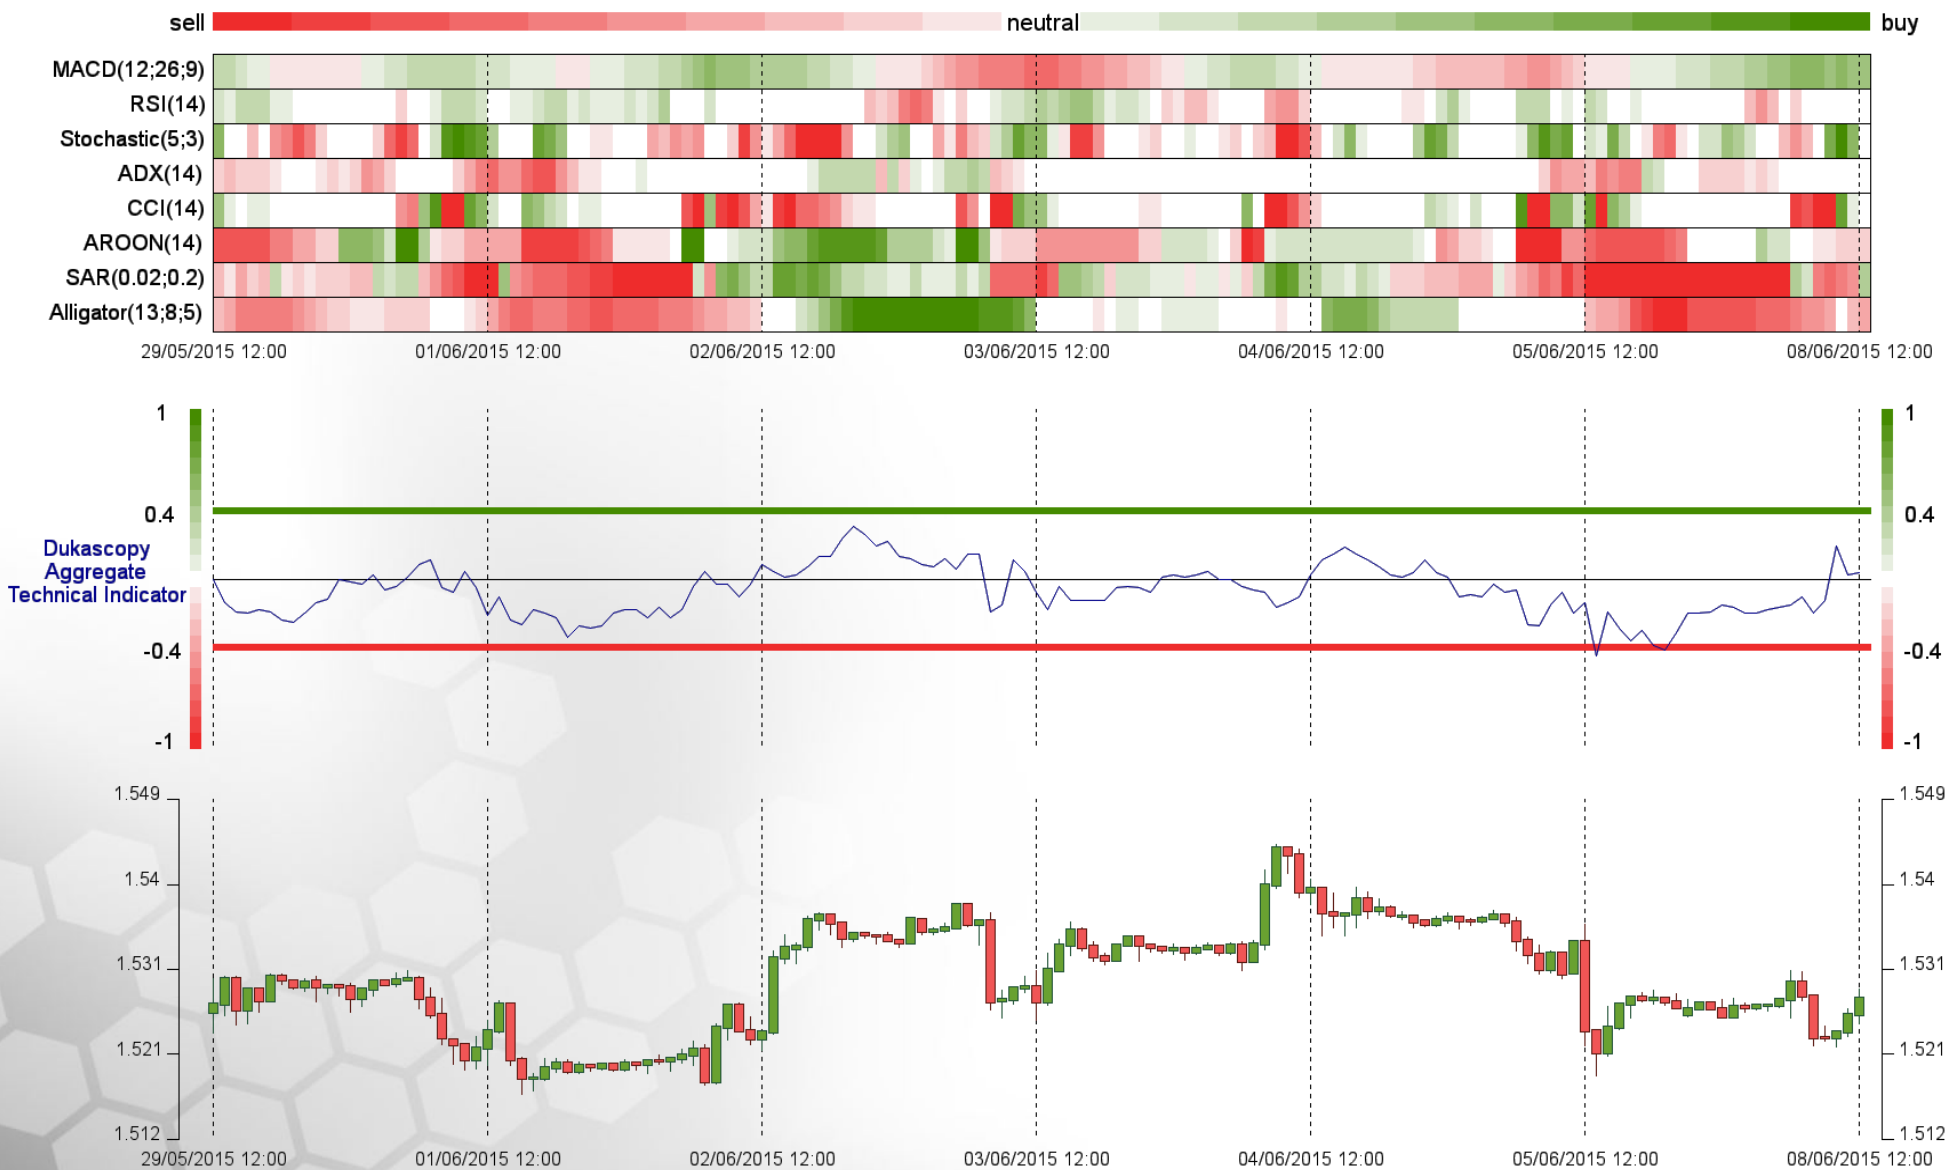 sell neutral buy
MACD(12;26;9)
RSI(14)
Stochastic(5;3)
ADX(14)
CCI(14)
AROON(14)
SAR(0.02;0.2)
Alligator(13;8;5)
29/05/2015 12:00 01/06/2015 12:00 02/06/2015 12:00 03/06/2015 12:00 04/06/2015 12:00 05/06/2015 12:00 08/06/2015 12:00
1 1
0.4 0.4
Dukascopy
Aggregate
Technical Indicator
-0.4 -0.4
-1 -1
1.549 1.549
1.54 1.54
1.531 1.531
1.521 1.521
1.512 1.512
29/05/2015 12:00 01/06/2015 12:00 02/06/2015 12:00 03/06/2015 12:00 04/06/2015 12:00 05/06/2015 12:00 08/06/2015 12:00